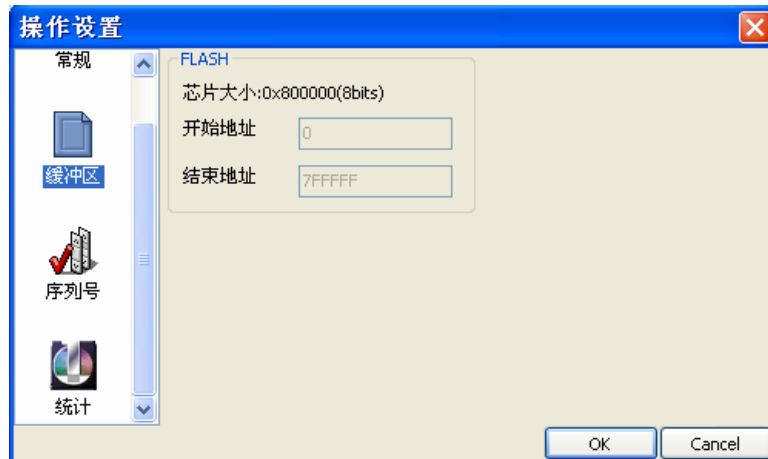 操作设置
常规
缓冲区
序列号
统计
FLASH
芯片大小:0x800000(8bits)
开始地址
0
结束地址
7FFFFF
OK
Cancel